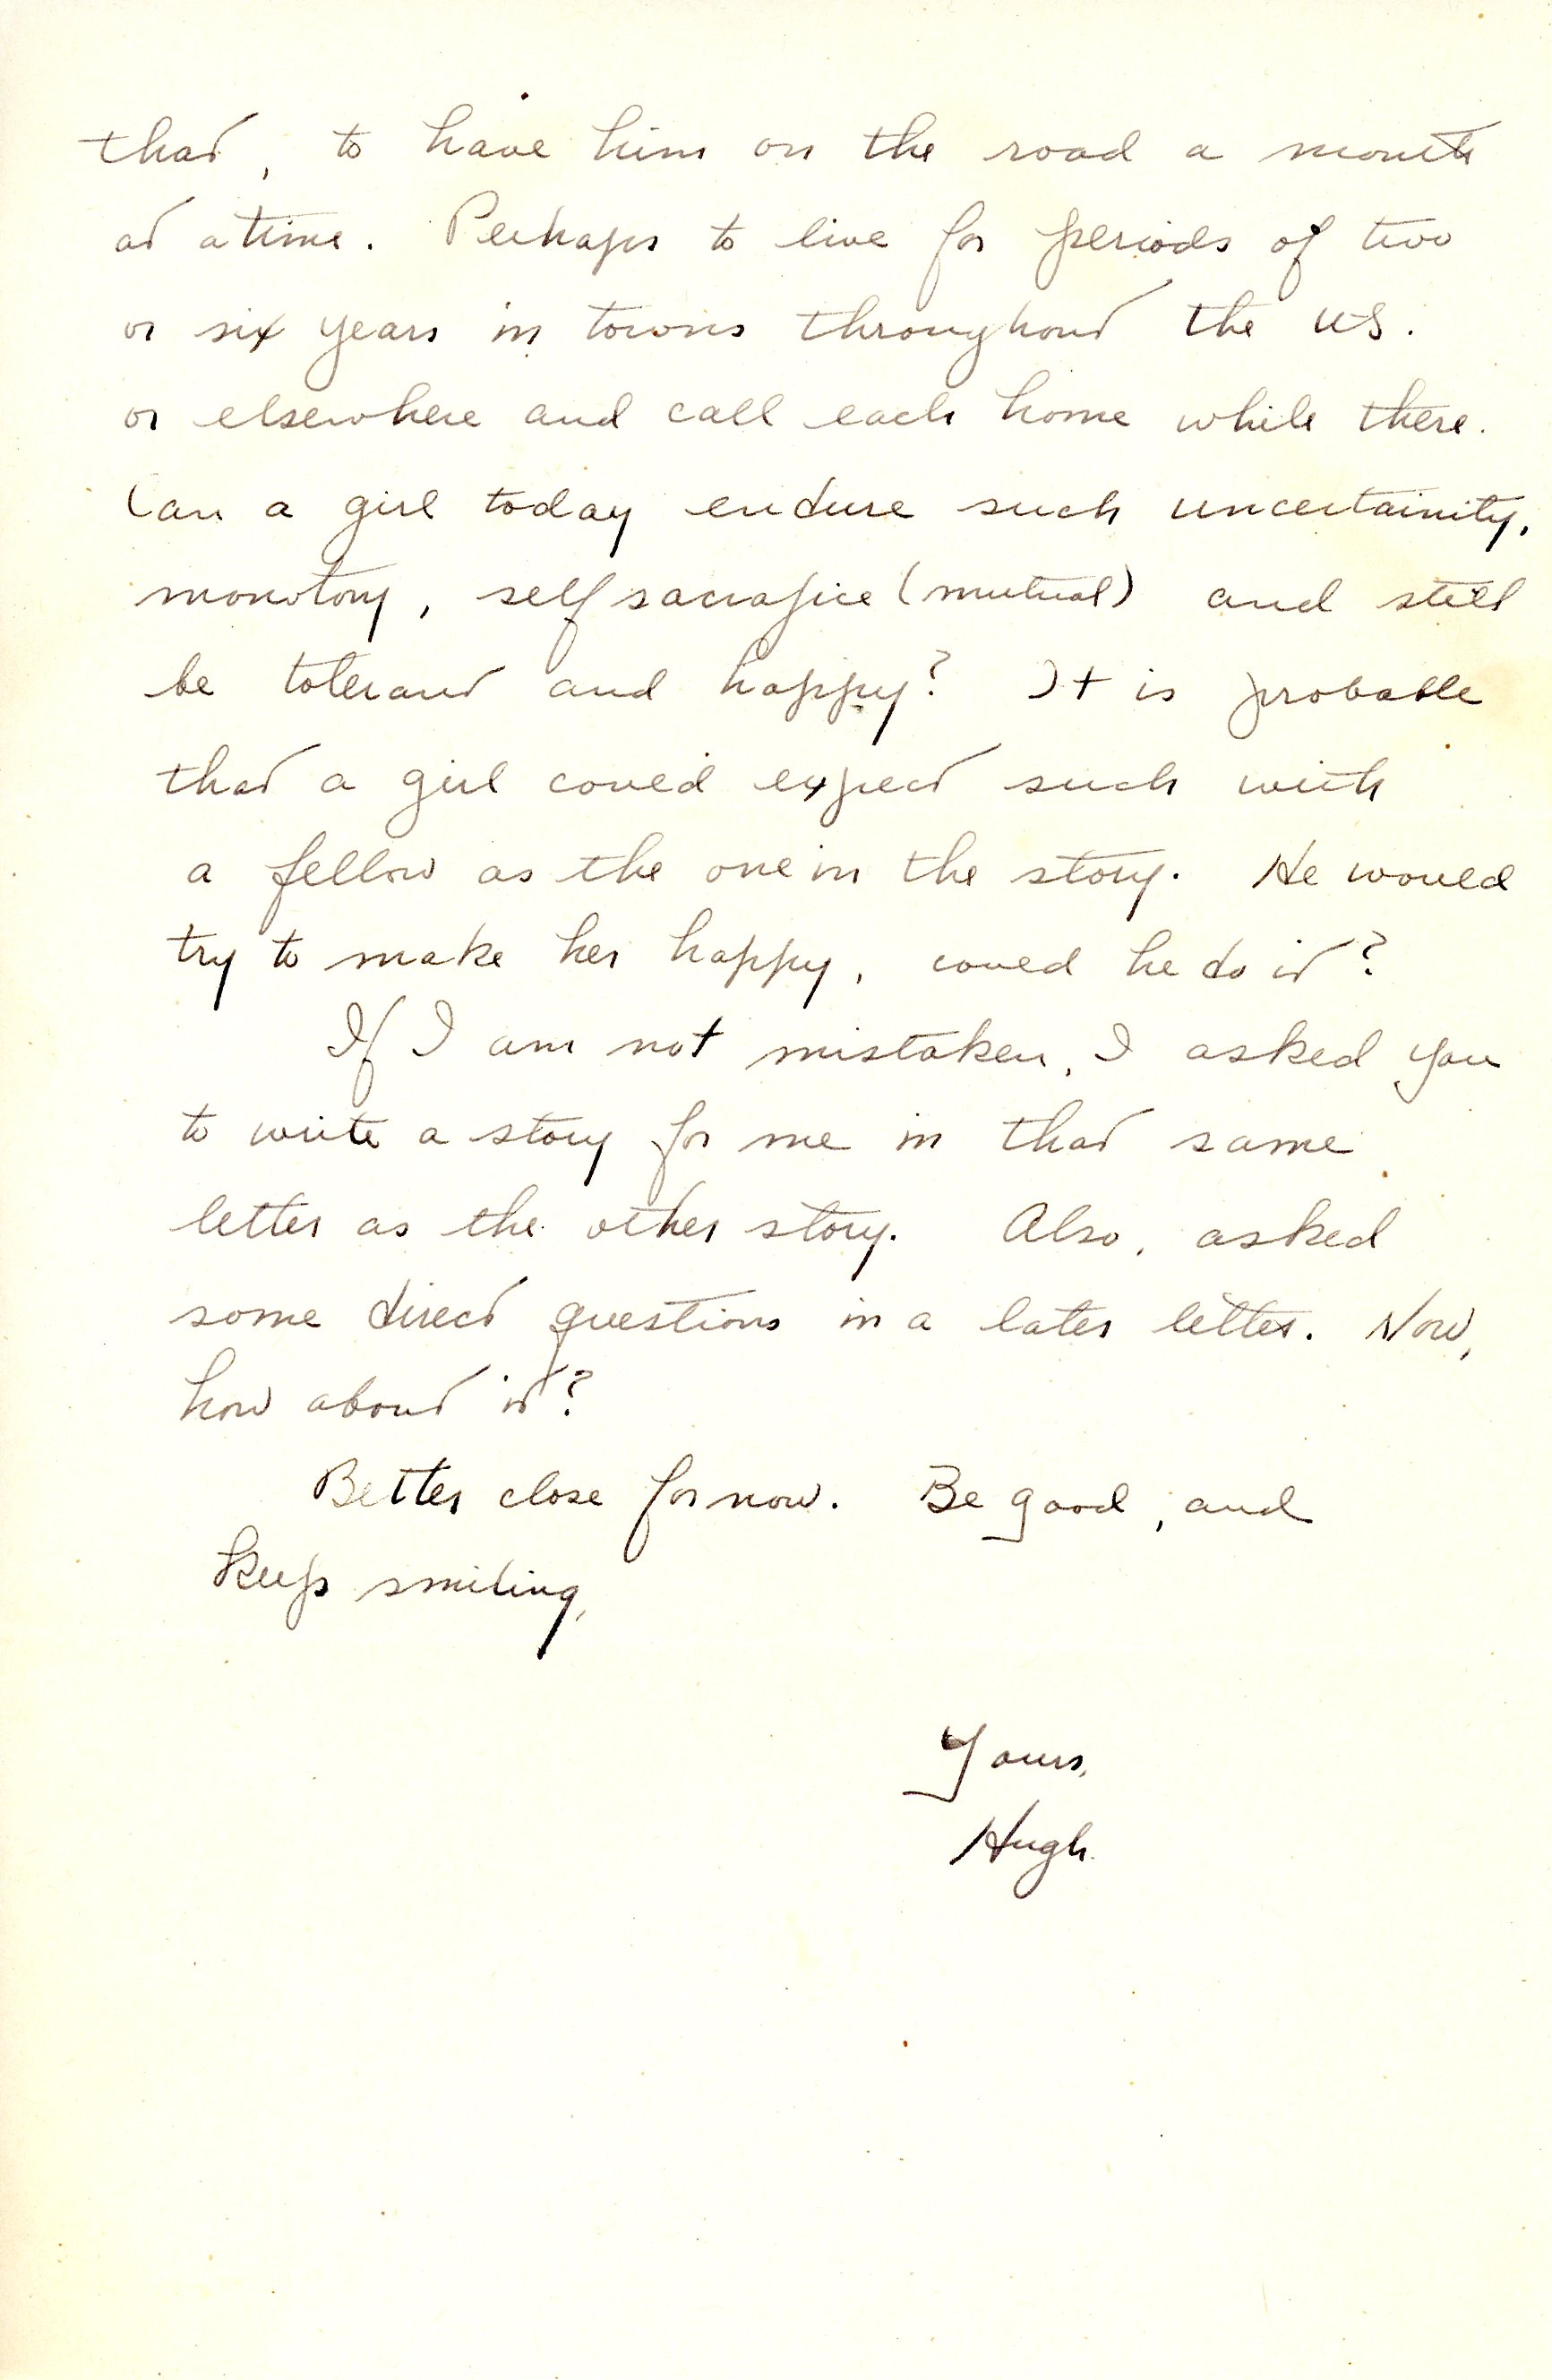 that, to have him on the road a month
at a time. Perhaps to live for periods of two
or six years in towns throughout the US.
or elsewhere and call each home while there.
Can a girl today endure such uncertainity,
monotony, self sacrafice (mutual) and still
be tolerant and happy? It is probable
that a girl could expect such with
a fellow as the one in the story. He would
try to make her happy, could he do it?
If I am not mistaken, I asked you
to write a story for me in that same
letter as the other story. Also, asked
some direct questions in a later letter. Now,
how about it?
Better close for now. Be good, and
keep smiling,
Yours,
Hugh.